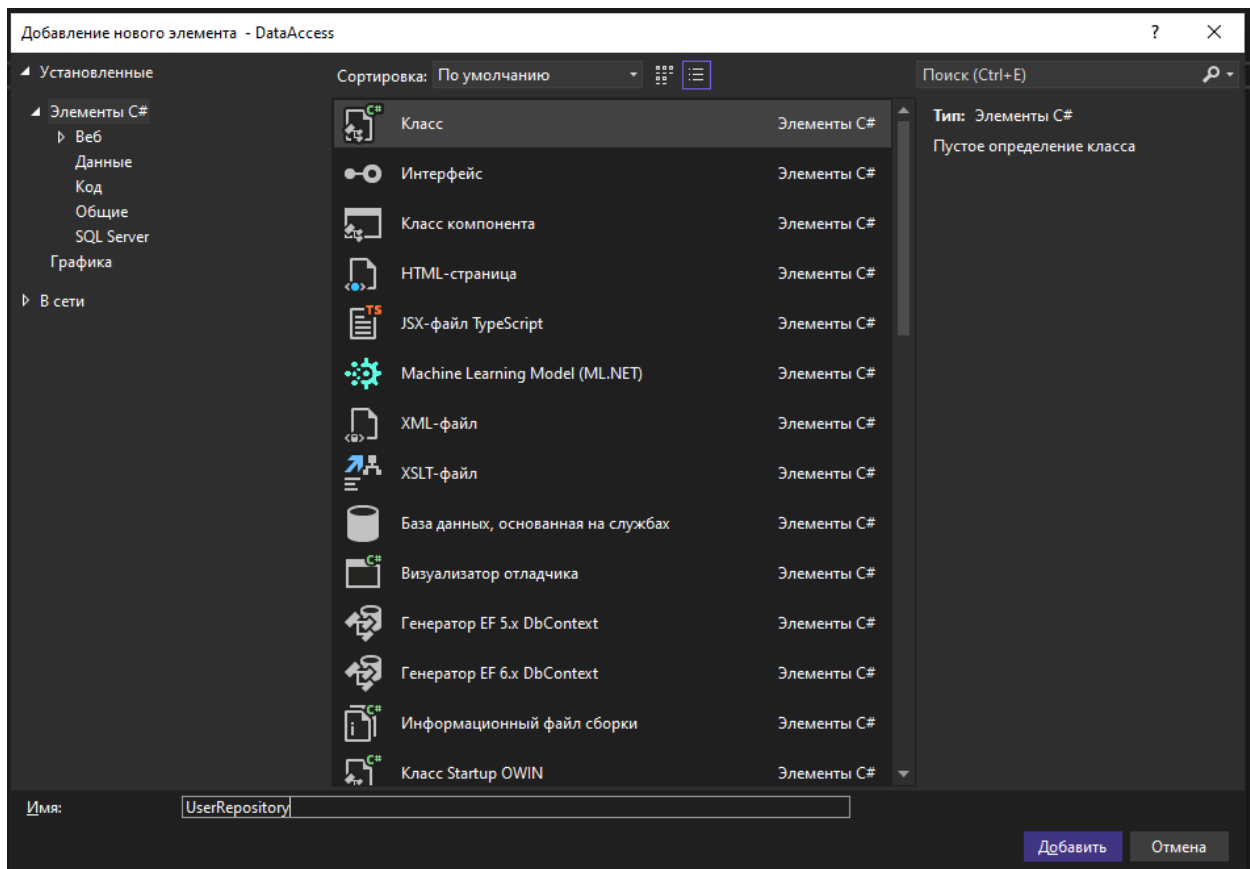 Добавление нового элемента - DataAccess
?
Установленные
Элементы C#
Веб
Данные
Код
Общие
SQL Server
Графика
В сети
Сортировка: По умолчанию
Класс Элементы C#
Интерфейс Элементы C#
Класс компонента Элементы C#
HTML-страница Элементы C#
JSX-файл TypeScript Элементы C#
Machine Learning Model (ML.NET) Элементы C#
XML-файл Элементы C#
XSLT-файл Элементы C#
База данных, основанная на службах Элементы C#
Визуализатор отладчика Элементы C#
Генератор EF 5.x DbContext Элементы C#
Генератор EF 6.x DbContext Элементы C#
Информационный файл сборки Элементы C#
Класс Startup OWIN Элементы C#
Поиск (Ctrl+E)
Тип: Элементы C#
Пустое определение класса
Имя: UserRepository
Добавить Отмена